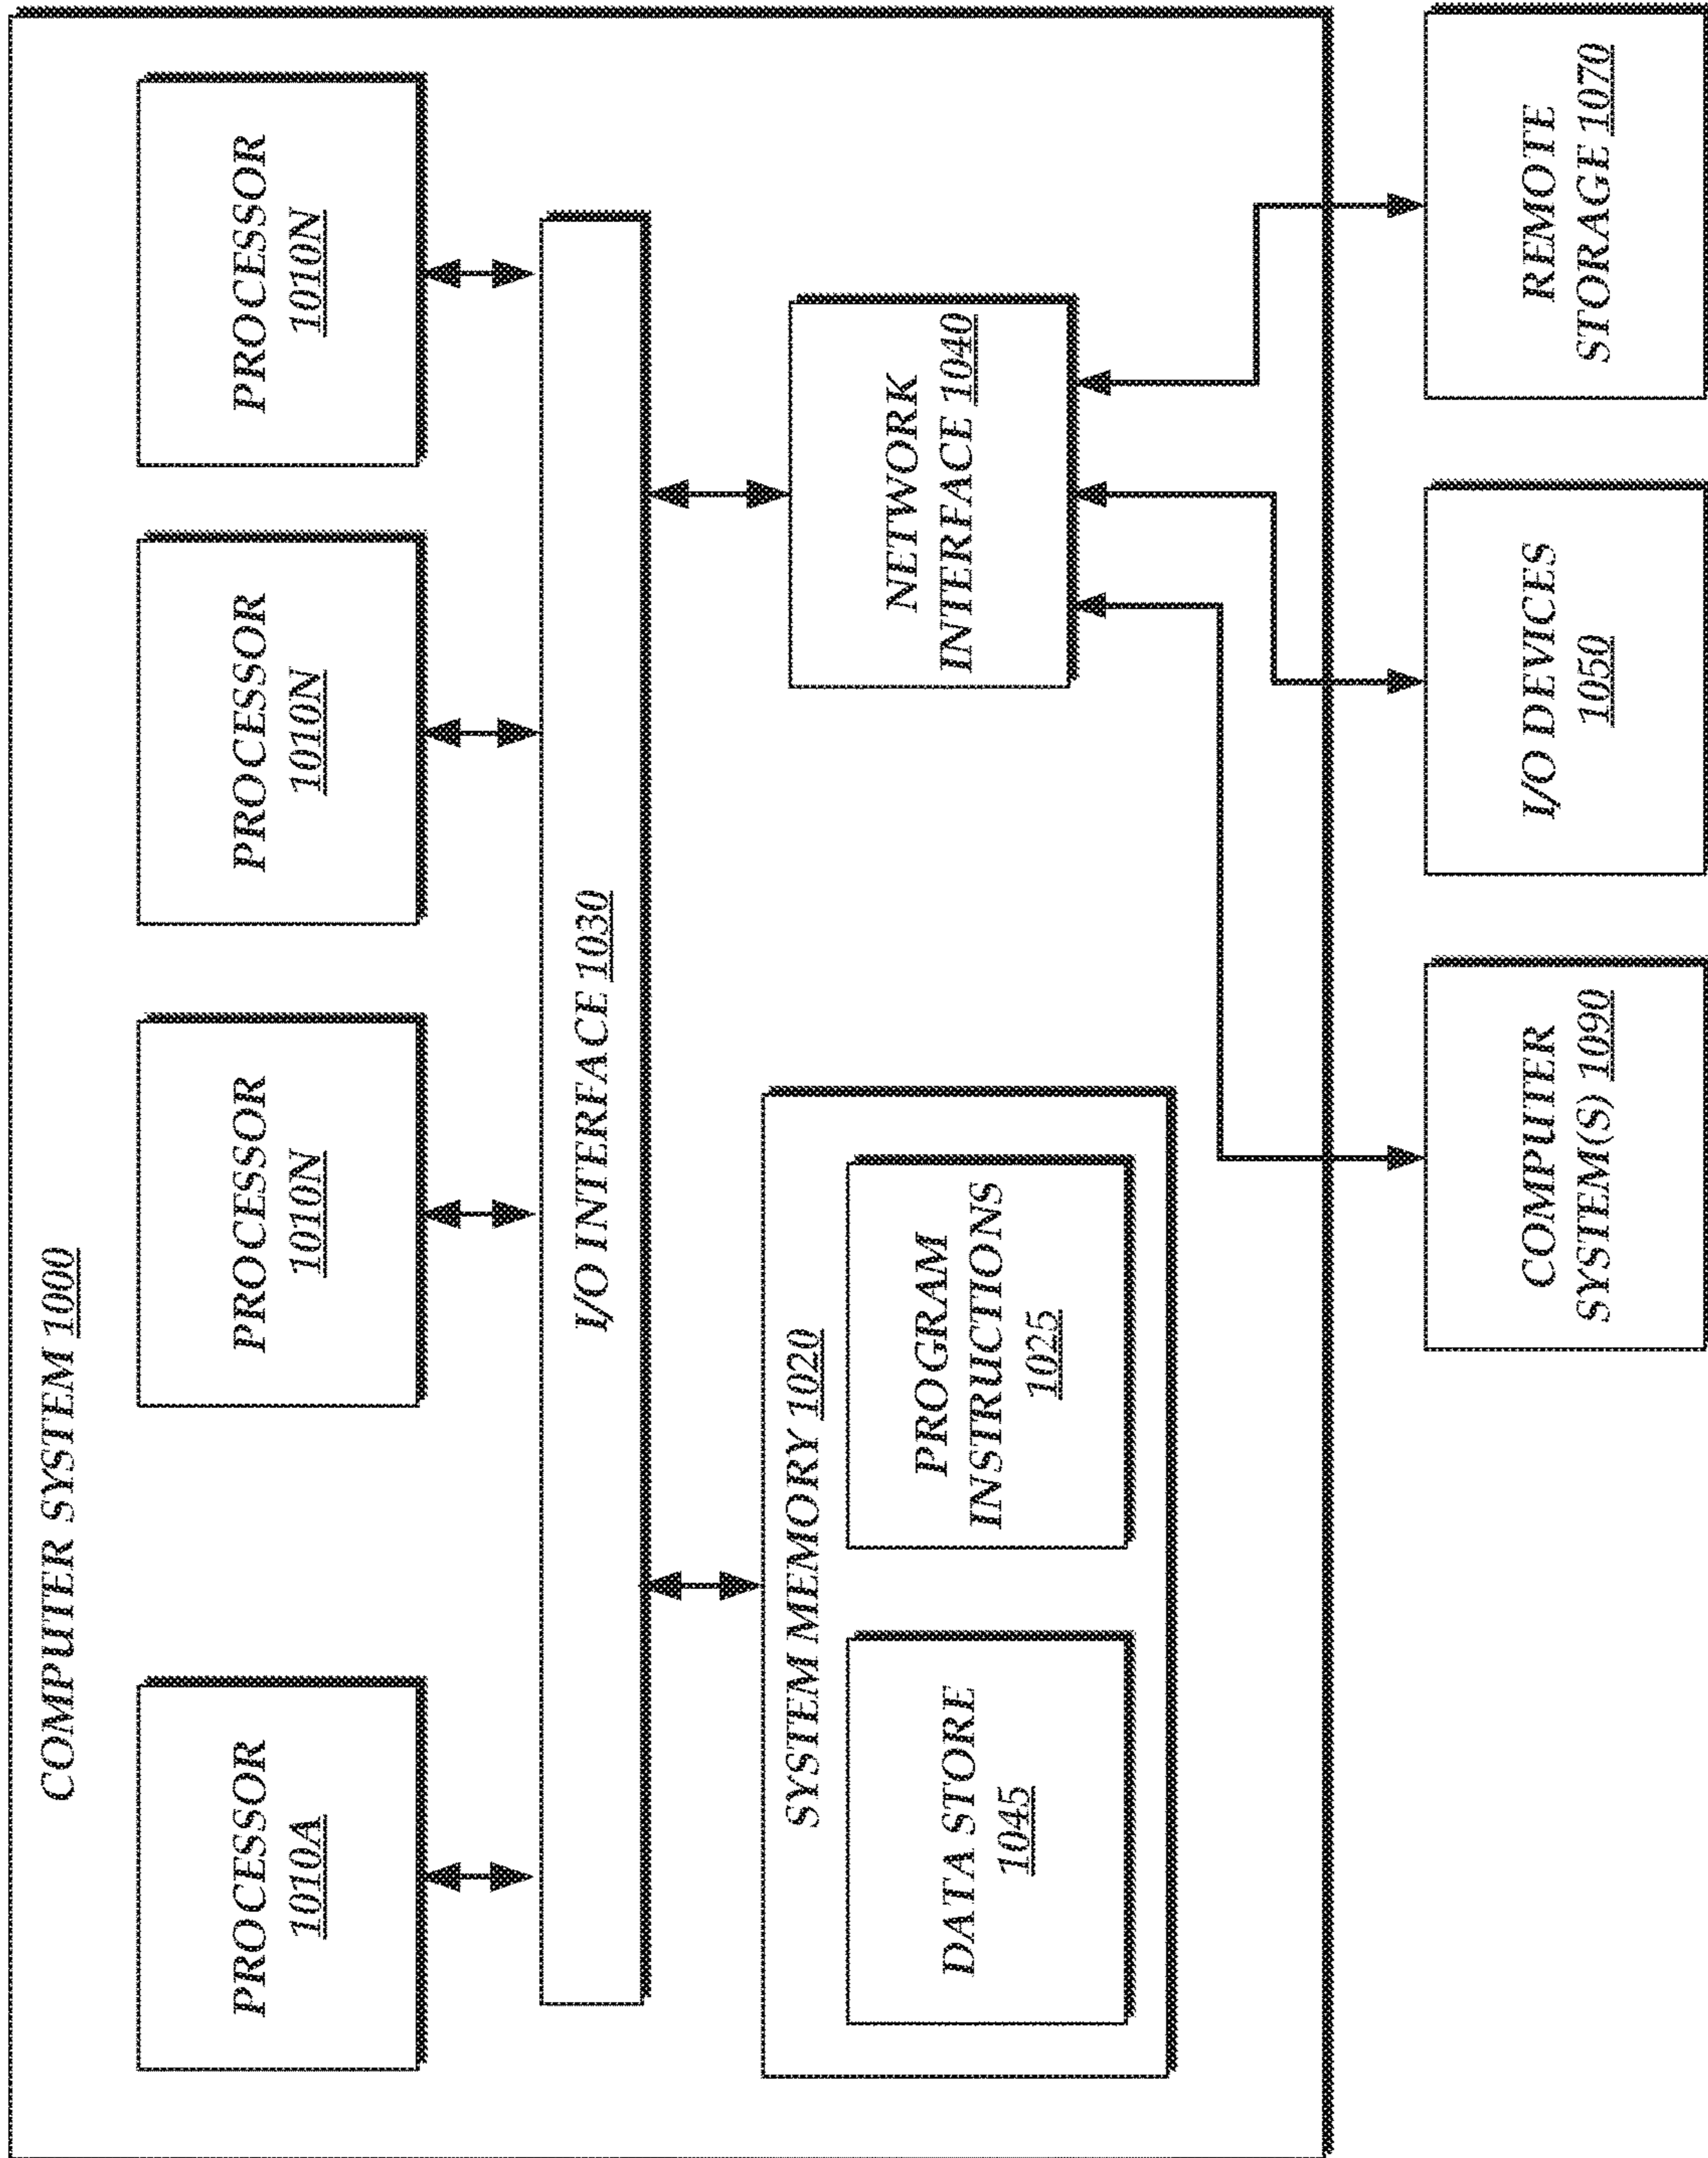 COMPUTER SYSTEM 1000
PROCESSOR
1010A
PROCESSOR
1010N
PROCESSOR
1010N
PROCESSOR
1010N
I/O INTERFACE 1030
SYSTEM MEMORY 1020
DATA STORE
1045
PROGRAM
INSTRUCTIONS
1025
NETWORK
INTERFACE 1040
COMPUTER
SYSTEM(S) 1090
I/O DEVICES
1050
REMOTE
STORAGE 1070